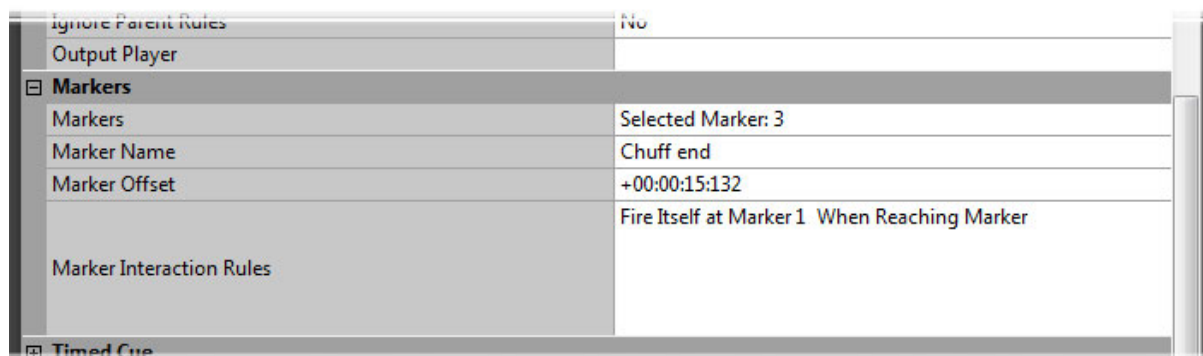 Ignore Parent Rules No
Output Player
Markers
Markers Selected Marker: 3
Marker Name Chuff end
Marker Offset +00:00:15:132
Fire Itself at Marker 1 When Reaching Marker
Marker Interaction Rules
Timed Cue